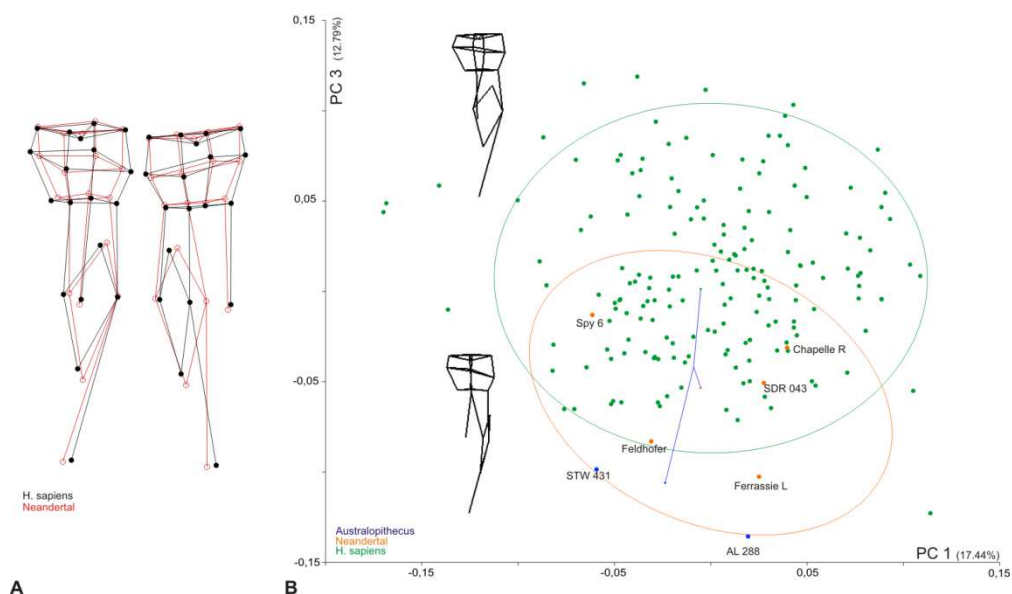 H. sapiens
Neandertal
A
0,15
PC 3 (12.79%)
0,05
-0,05
-0,15
Spy 6
Chapelle R
SDR 043
Feldhofer
STW 431
Ferrassie L
AL 288
Australopithecus
Neandertal
H. sapiens
PC 1 (17.44%)
B
-0,15
-0,05
0,05
0,15